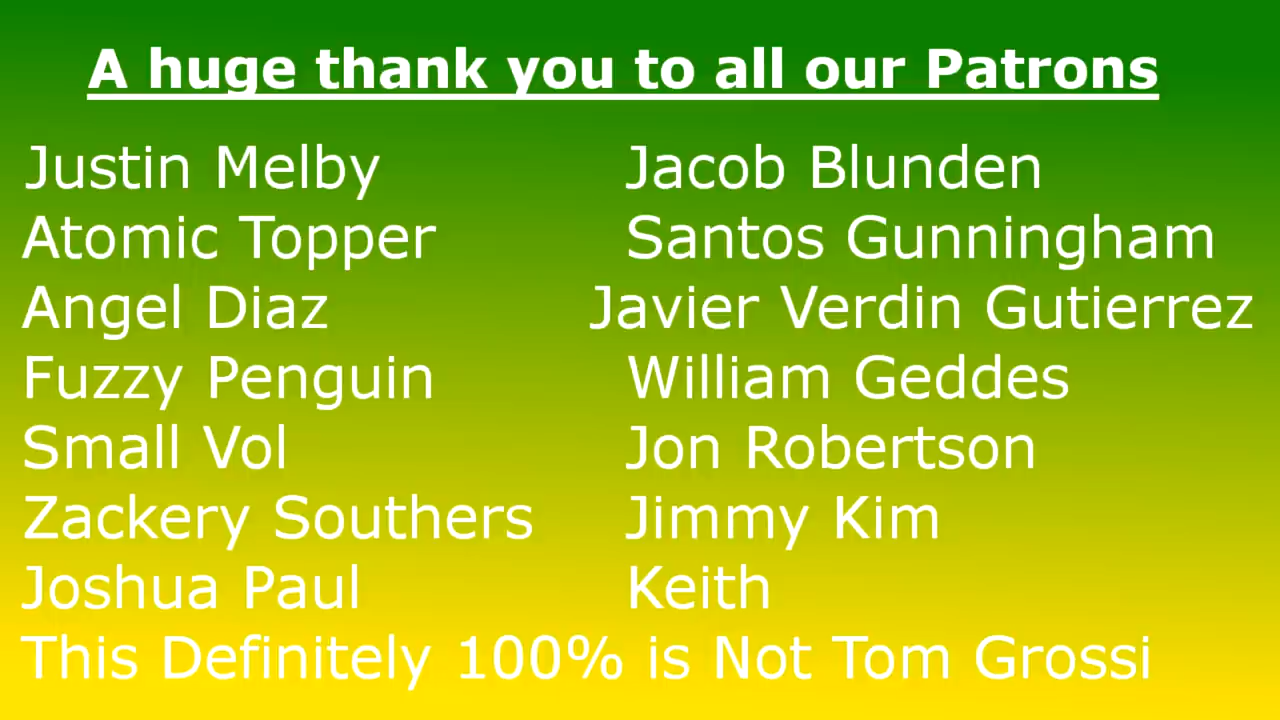 A huge thank you to all our Patrons
Justin Melby Jacob Blunden
Atomic Topper Santos Gunningham
Angel Diaz Javier Verdin Gutierrez
Fuzzy Penguin William Geddes
Small Vol Jon Robertson
Zackery Southers Jimmy Kim
Joshua Paul Keith
This Definitely 100% is Not Tom Grossi